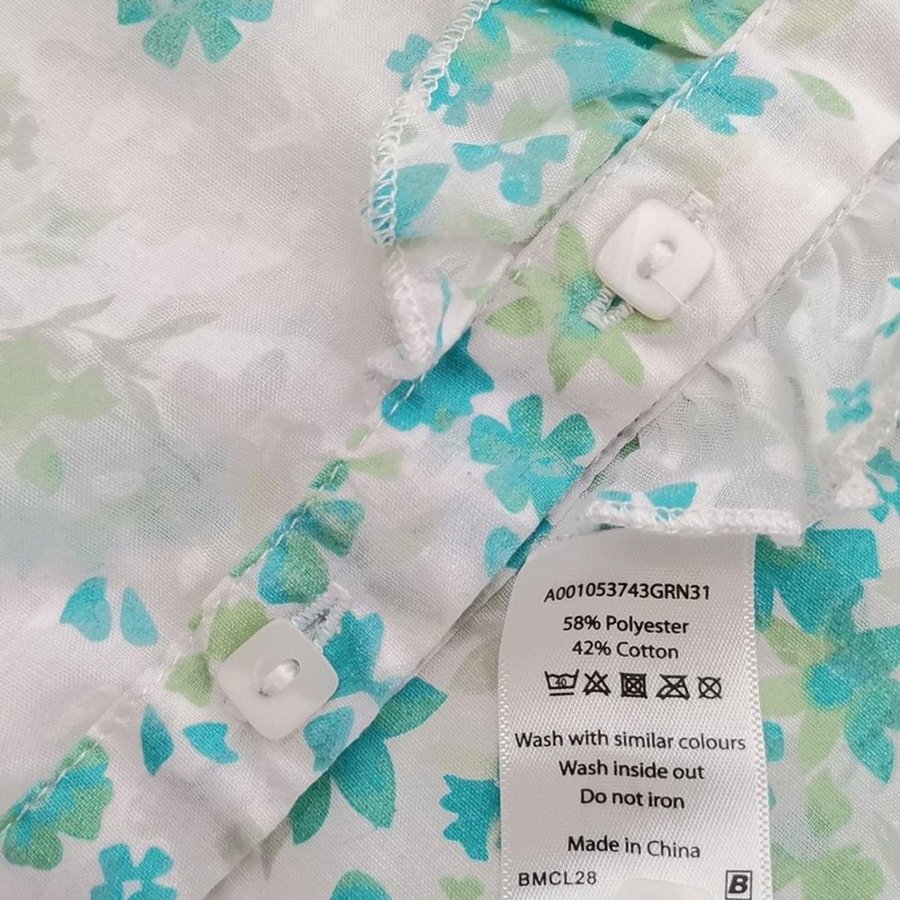 A001053743GRN31
58% Polyester
42% Cotton
30
Wash with similar colours
Wash inside out
Do not iron
Made in China
BMCL28 B